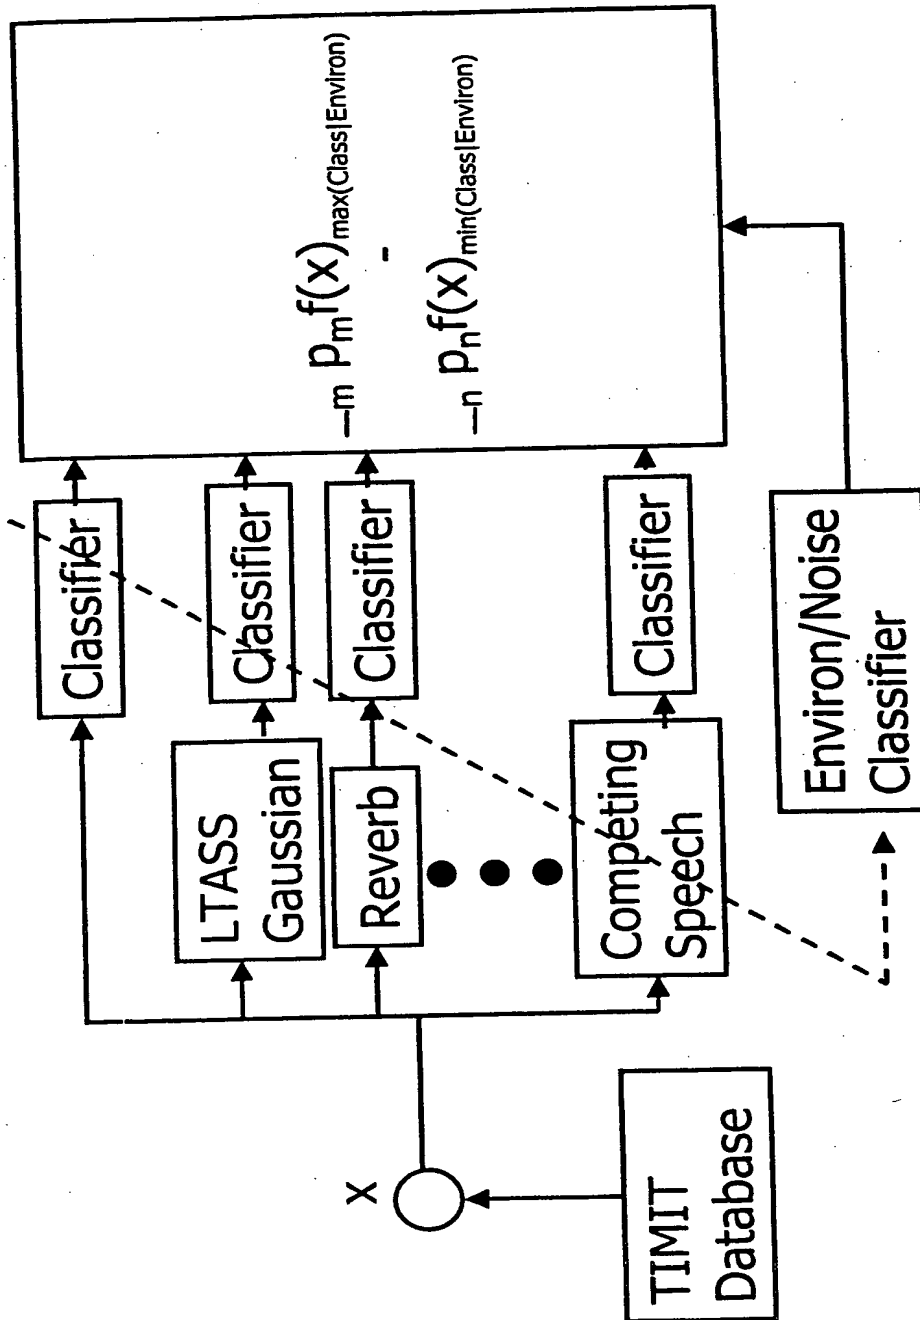 X
TIMIT
Database
Classifier
LTASS
Gaussian
Classifier
Reverb
Classifier
Competing
Speech
Classifier
—m pmf(x)max(Class|Environ)
-
—n pnf(x)min(Class|Environ)
Environ/Noise
Classifier